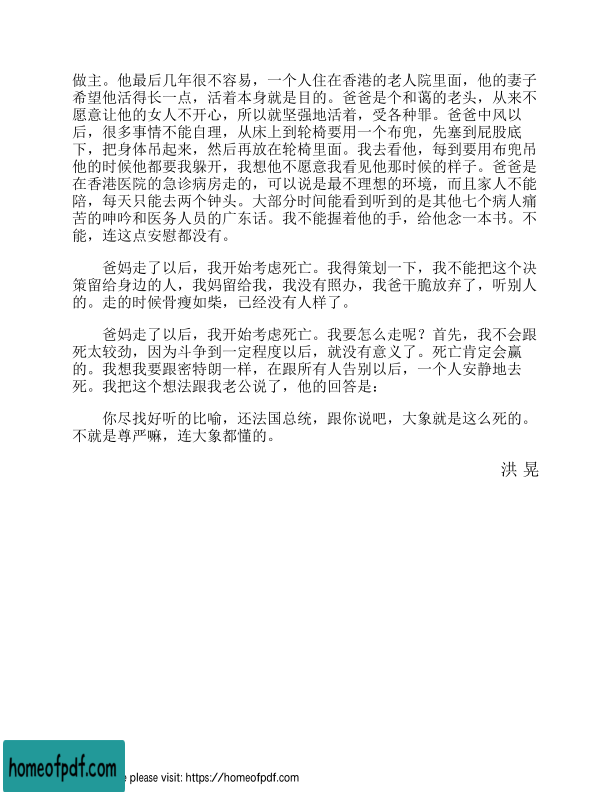 做主。他最后几年很不容易，一个人住在香港的老人院里面，他的妻子
希望他活得长一点，活着本身就是目的。爸爸是个和蔼的老头，从来不
愿意让他的女人不开心，所以就坚强地活着，受各种罪。爸爸中风以
后，很多事情不能自理，从床上到轮椅要用一个布兜，先塞到屁股底
下，把身体吊起来，然后再放在轮椅里面。我去看他，每到要用布兜吊
他的时候他都要我躲开，我想他不愿意我看见他那时候的样子。爸爸是
在香港医院的急诊病房走的，可以说是最不理想的环境，而且家人不能
陪，每天只能去两个钟头。大部分时间能看到听到的是其他七个病人痛
苦的呻吟和医务人员的广东话。我不能握着他的手，给他念一本书。不
能，连这点安慰都没有。
爸妈走了以后，我开始考虑死亡。我得策划一下，我不能把这个决
策留给身边的人，我妈留给我，我没有照办，我爸干脆放弃了，听别人
的。走的时候骨瘦如柴，已经没有人样了。
爸妈走了以后，我开始考虑死亡。我要怎么走呢？首先，我不会跟
死太较劲，因为斗争到一定程度以后，就没有意义了。死亡肯定会赢
的。我想我要跟密特朗一样，在跟所有人告别以后，一个人安静地去
死。我把这个想法跟我老公说了，他的回答是：
你尽找好听的比喻，还法国总统，跟你说吧，大象就是这么死的。
不就是尊严嘛，连大象都懂的。
洪 晃
homeofpdf.com
e please visit: https://homeofpdf.com